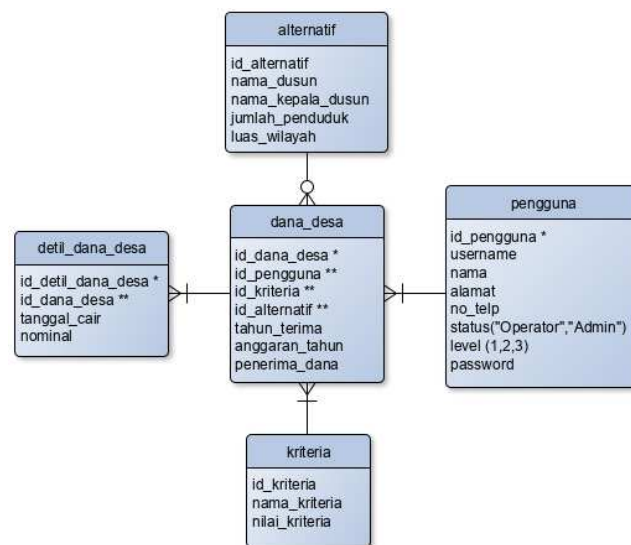 alternatif
id_alternatif
nama_dusun
nama_kepala_dusun
jumlah_penduduk
luas_wilayah
detil_dana_desa
id_detil_dana_desa *
id_dana_desa **
tanggal_cair
nominal
dana_desa
id_dana_desa *
id_pengguna **
id_kriteria **
id_alternatif **
tahun_terima
anggaran_tahun
penerima_dana
pengguna
id_pengguna *
username
nama
alamat
no_telp
status("Operator","Admin")
level (1,2,3)
password
kriteria
id_kriteria
nama_kriteria
nilai_kriteria